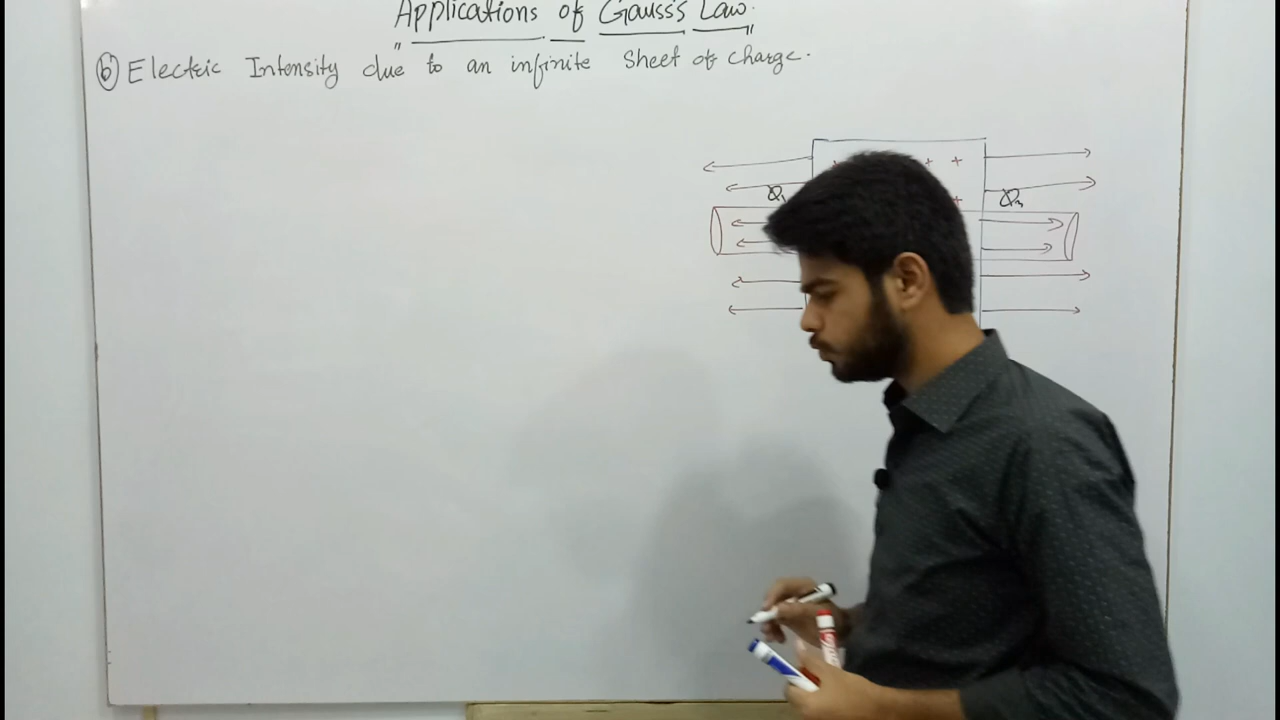 Applications of Gauss's Law.
"                    "
b Electric Intensity due to an infinite Sheet of charge.
+ +
+